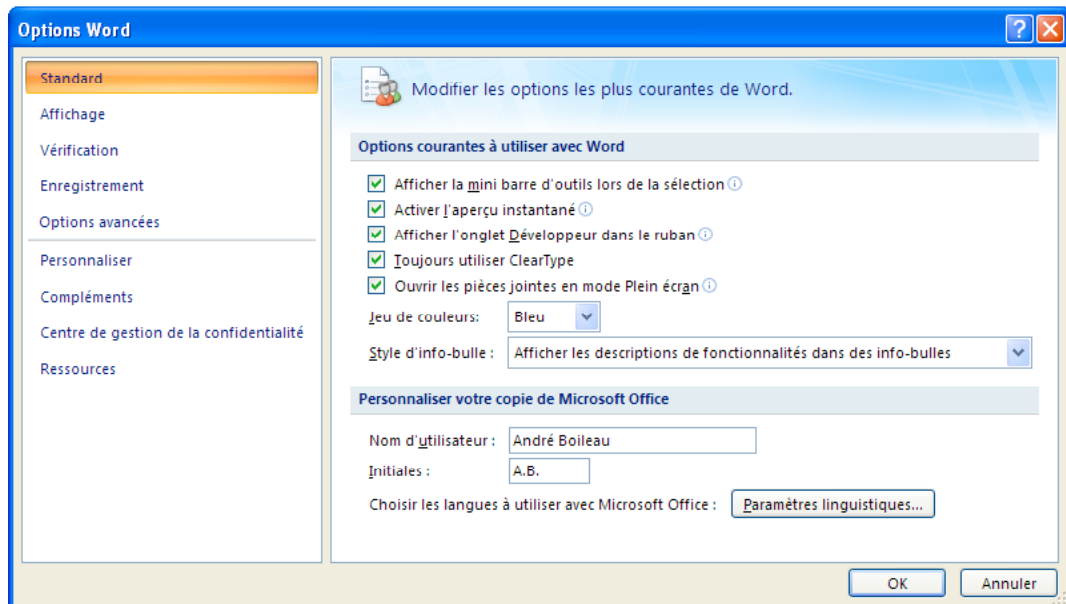 Options Word
Standard
Affichage
Vérification
Enregistrement
Options avancées
Personnaliser
Compléments
Centre de gestion de la confidentialité
Ressources
Modifier les options les plus courantes de Word.
Options courantes à utiliser avec Word
Afficher la mini barre d'outils lors de la sélection
Activer l'aperçu instantané
Afficher l'onglet Développeur dans le ruban
Toujours utiliser ClearType
Ouvrir les pièces jointes en mode Plein écran
Jeu de couleurs: Bleu
Style d'info-bulle : Afficher les descriptions de fonctionnalités dans des info-bulles
Personnaliser votre copie de Microsoft Office
Nom d'utilisateur : André Boileau
Initiales : A.B.
Choisir les langues à utiliser avec Microsoft Office : Paramètres linguistiques...
OK Annuler